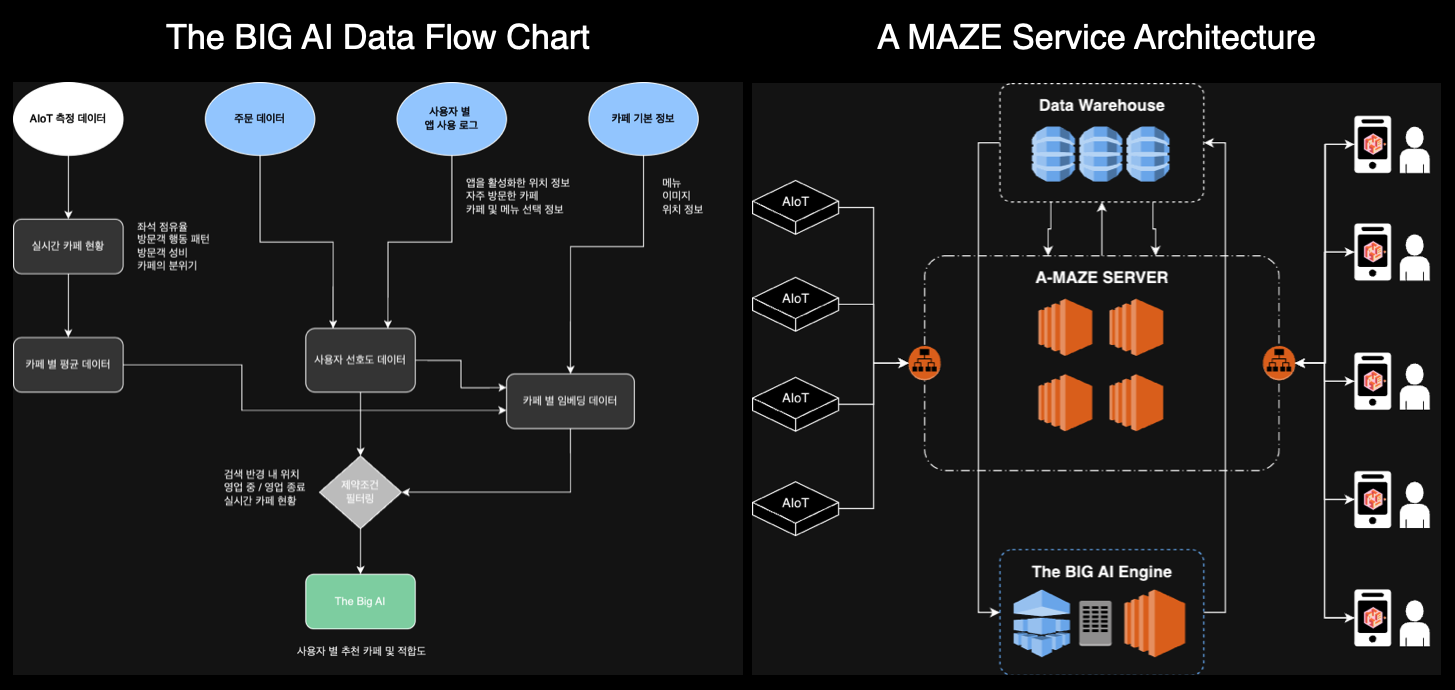 The BIG AI Data Flow Chart
AIoT 측정 데이터
주문 데이터
사용자 별
앱 사용 로그
카페 기본 정보
앱을 활성화한 위치 정보
자주 방문한 카페
카페 및 메뉴 선택 정보
메뉴
이미지
위치 정보
실시간 카페 현황
좌석 점유율
방문객 행동 패턴
방문객 성비
카페의 분위기
카페 별 평균 데이터
사용자 선호도 데이터
카페 별 임베딩 데이터
검색 반경 내 위치
영업 중 / 영업 종료
실시간 카페 현황
제약조건
필터링
The Big AI
사용자 별 추천 카페 및 적합도
A MAZE Service Architecture
Data Warehouse
AIoT
AIoT
AIoT
AIoT
A-MAZE SERVER
The BIG AI Engine